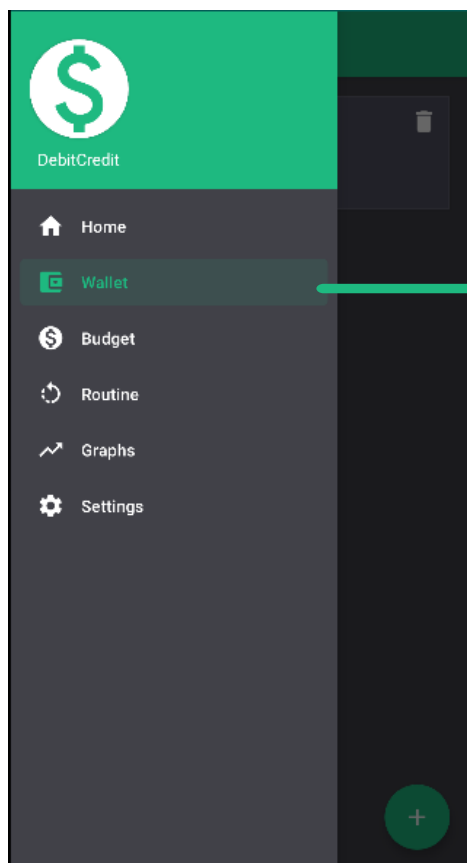 DebitCredit
Home
Wallet
Budget
Routine
Graphs
Settings